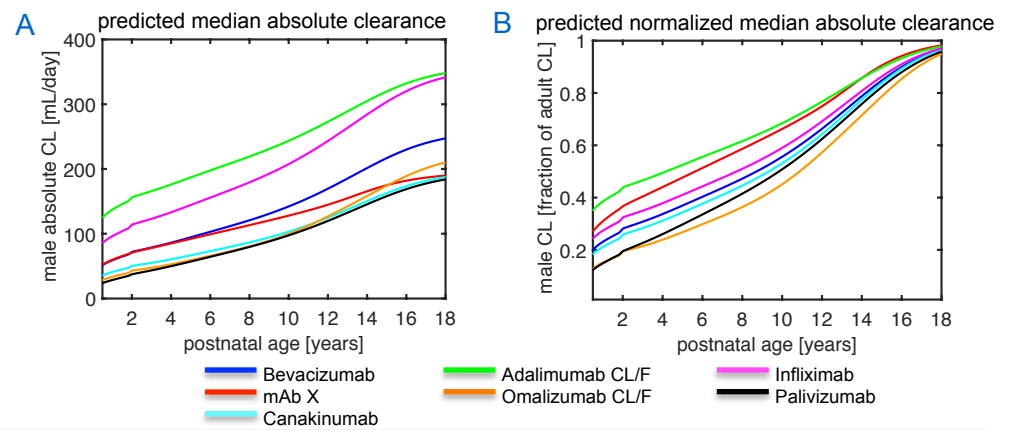 A
predicted median absolute clearance
400
300
200
100
0
male absolute CL [mL/day]
2 4 6 8 10 12 14 16 18
postnatal age [years]
B
predicted normalized median absolute clearance
1
0.8
0.6
0.4
0.2
male CL [fraction of adult CL]
2 4 6 8 10 12 14 16 18
postnatal age [years]
Bevacizumab
mAb X
Canakinumab
Adalimumab CL/F
Omalizumab CL/F
Infliximab
Palivizumab